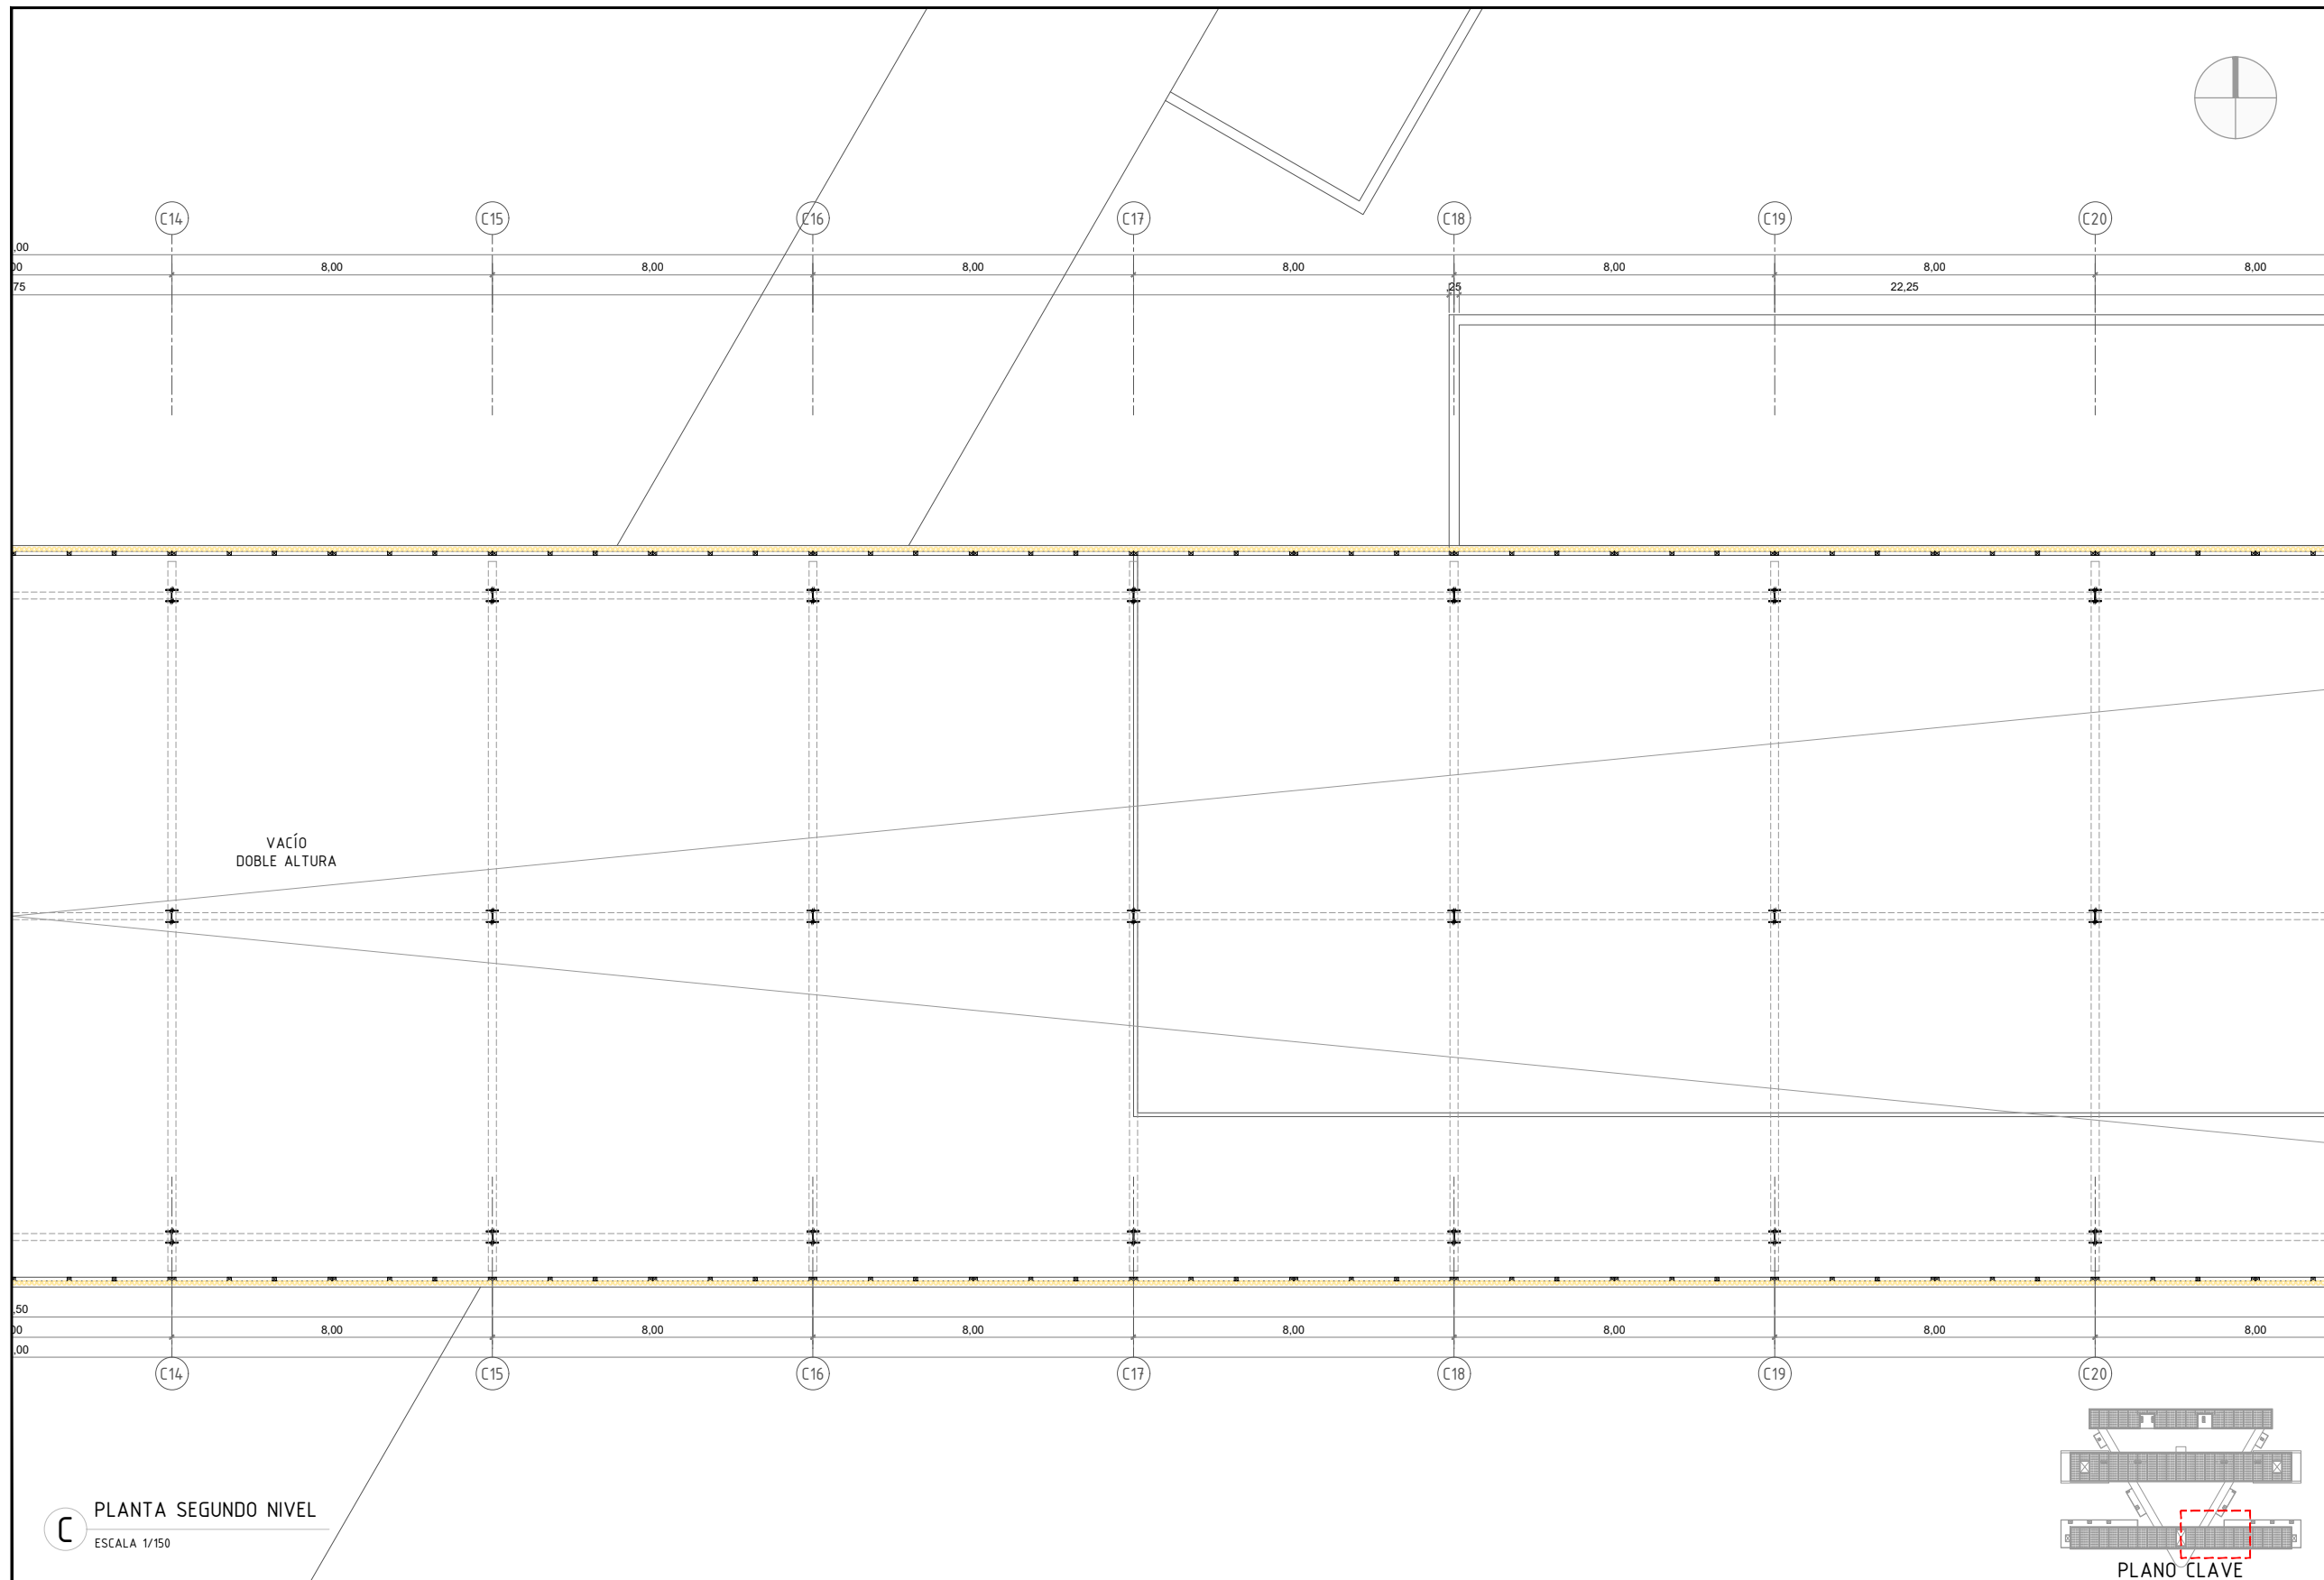 C14 C15 C16 C17 C18 C19 C20
,00
00 8,00 8,00 8,00 8,00 8,00 8,00 8,00
75 ,25 22,25
VACÍO
DOBLE ALTURA
,50
00 8,00 8,00 8,00 8,00 8,00 8,00 8,00
,00
C14 C15 C16 C17 C18 C19 C20
C PLANTA SEGUNDO NIVEL
ESCALA 1/150
PLANO CLAVE